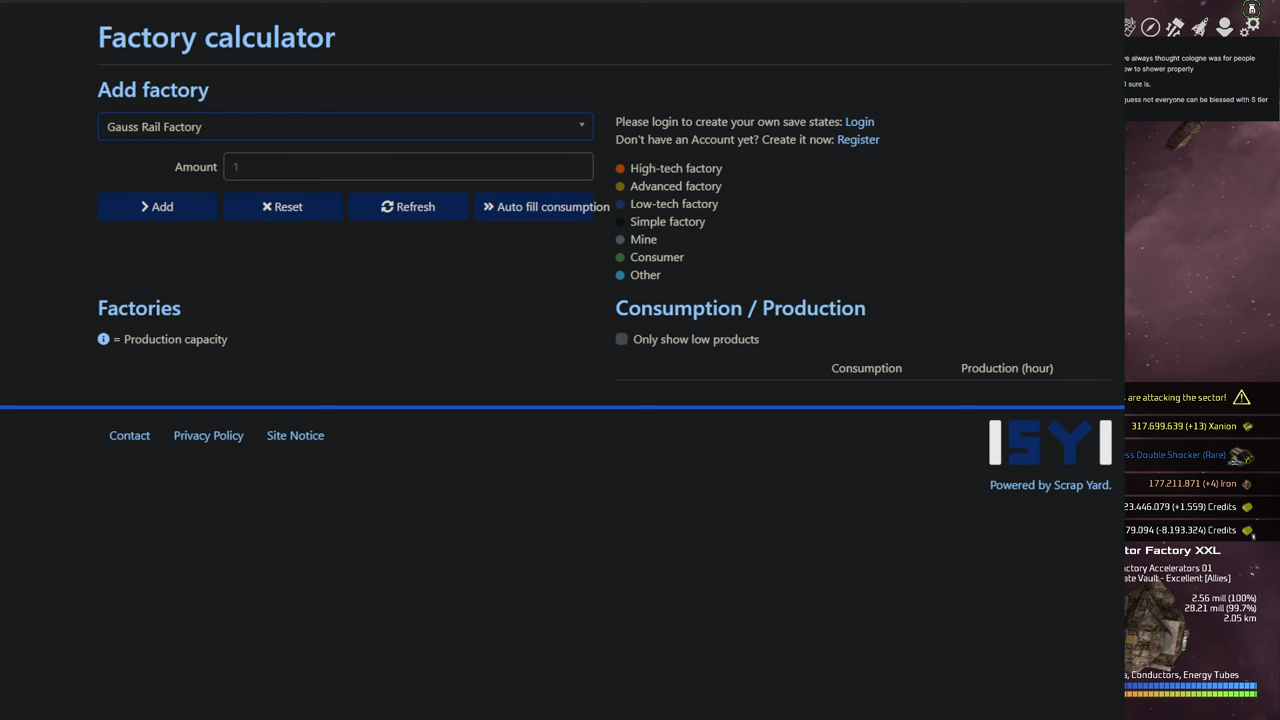 Factory calculator
Add factory
Gauss Rail Factory
Amount 1
Add
Reset
Refresh
Auto fill consumption
Please login to create your own save states: Login
Don't have an Account yet? Create it now: Register
High-tech factory
Advanced factory
Low-tech factory
Simple factory
Mine
Consumer
Other
Factories
= Production capacity
Consumption / Production
Only show low products
Consumption Production (hour)
Contact Privacy Policy Site Notice
SY
Powered by Scrap Yard.
always thought cologne was for people
to shower properly
sure is.
guess not everyone can be blessed with S tier
are attacking the sector!
317.699.639 (+13) Xanion
Double Shocker (Rare)
177.211.871 (+4) Iron
23.446.079 (+1.559) Credits
79.094 (-8.193.324) Credits
tor Factory XXL
Accelerators 01
Vault - Excellent [Allies]
2.56 mill (100%)
28.21 mill (99.7%)
2.05 km
, Conductors, Energy Tubes